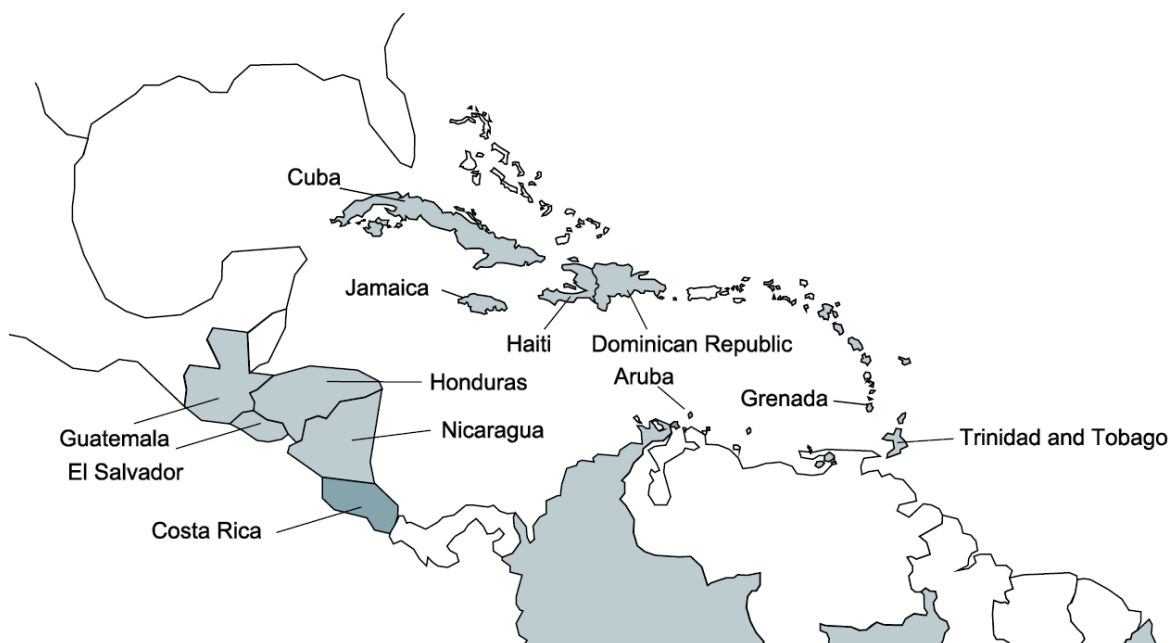 Cuba
Jamaica
Haiti
Dominican Republic
Aruba
Honduras
Grenada
Guatemala
Nicaragua
Trinidad and Tobago
El Salvador
Costa Rica